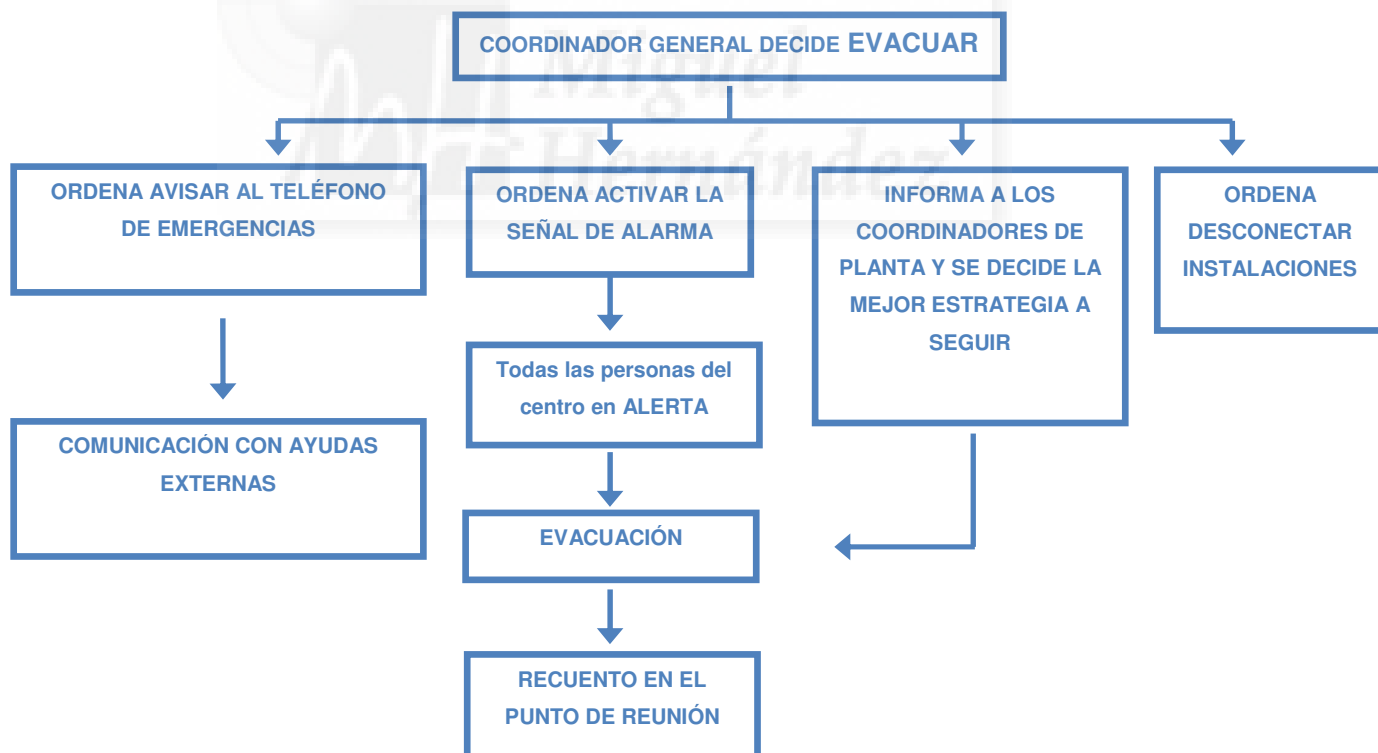 COORDINADOR GENERAL DECIDE EVACUAR
Miguel
Hernández
ORDENA AVISAR AL TELÉFONO
DE EMERGENCIAS
ORDENA ACTIVAR LA
SEÑAL DE ALARMA
INFORMA A LOS
COORDINADORES DE
PLANTA Y SE DECIDE LA
MEJOR ESTRATEGIA A
SEGUIR
ORDENA
DESCONECTAR
INSTALACIONES
Todas las personas del
centro en ALERTA
COMUNICACIÓN CON AYUDAS
EXTERNAS
EVACUACIÓN
RECUENTO EN EL
PUNTO DE REUNIÓN